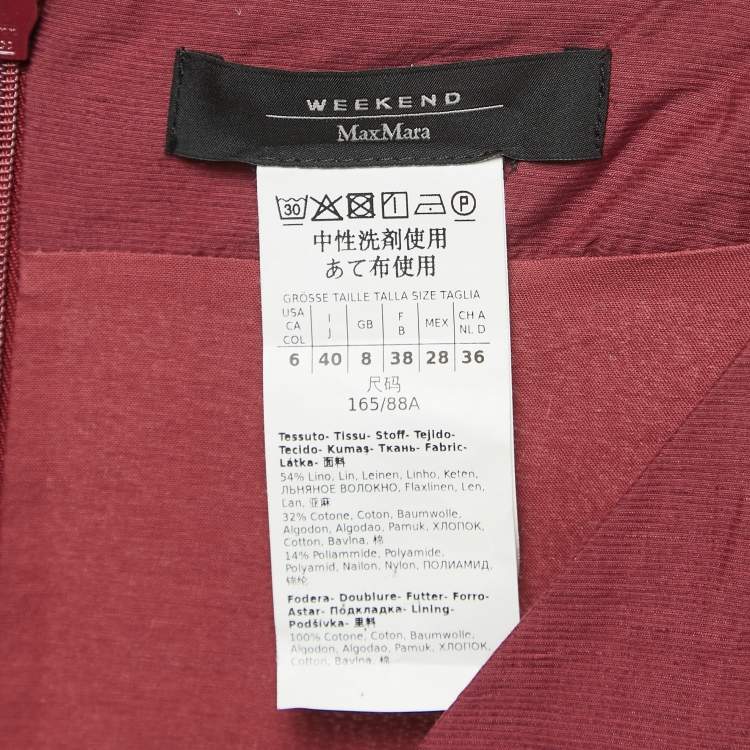 WEEKEND
MaxMara
30 P
中性洗剤使用
あて布使用
GRÖSSE TAILLE TALLA SIZE TAGLIA
USA CA COL I J GB F B MEX CH A NL D
6 40 8 38 28 36
尺码
165/88A
Tessuto- Tissu- Stoff- Tejido-
Tecido- Kumaş- Ткань- Fabric-
Látka- 面料
54% Lino, Lin, Leinen, Linho, Keten,
ЛЬНЯНОЕ ВОЛОКНО, Flaxlinen, Len,
Lan, 亚麻
32% Cotone, Coton, Baumwolle,
Algodon, Algodao, Pamuk, ХЛОПОК,
Cotton, Bavlna, 棉
14% Poliammide, Polyamide,
Polyamid, Nailon, Nylon, ПОЛИАМИД,
锦纶
Fodera- Doublure- Futter- Forro-
Astar- Подкладка- Lining-
Podšívka- 里料
100% Cotone, Coton, Baumwolle,
Algodon, Algodao, Pamuk, ХЛОПОК,
Cotton, Bavlna, 棉